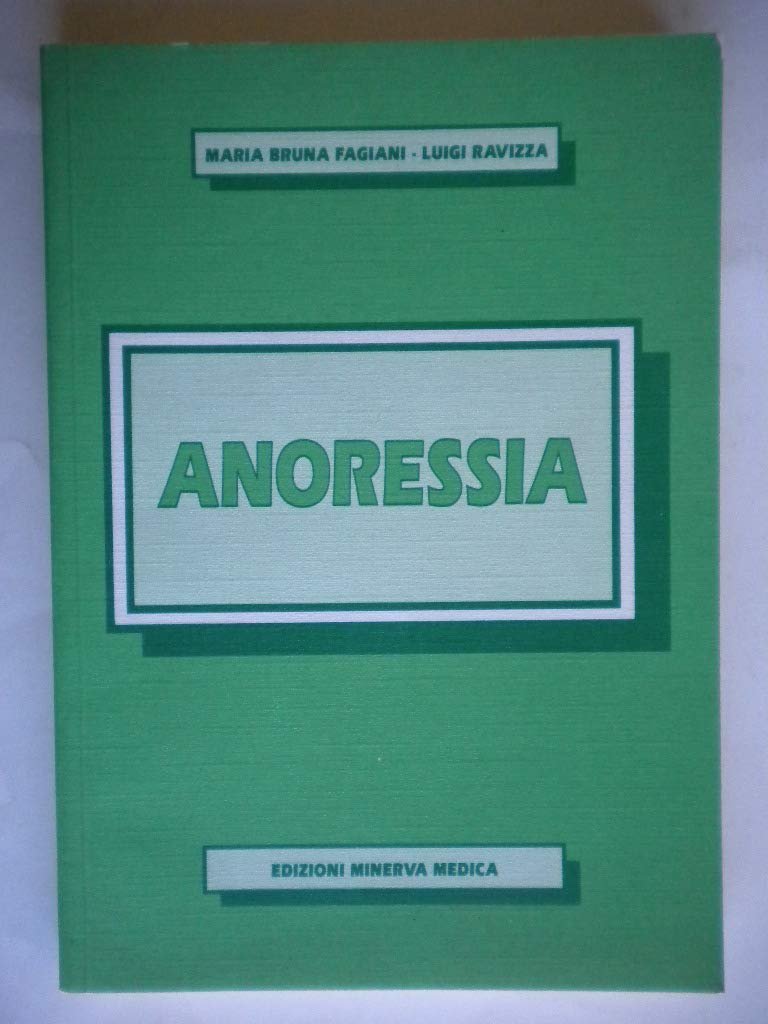 MARIA BRUNA FAGIANI - LUIGI RAVIZZA
ANORESSIA
EDIZIONI MINERVA MEDICA